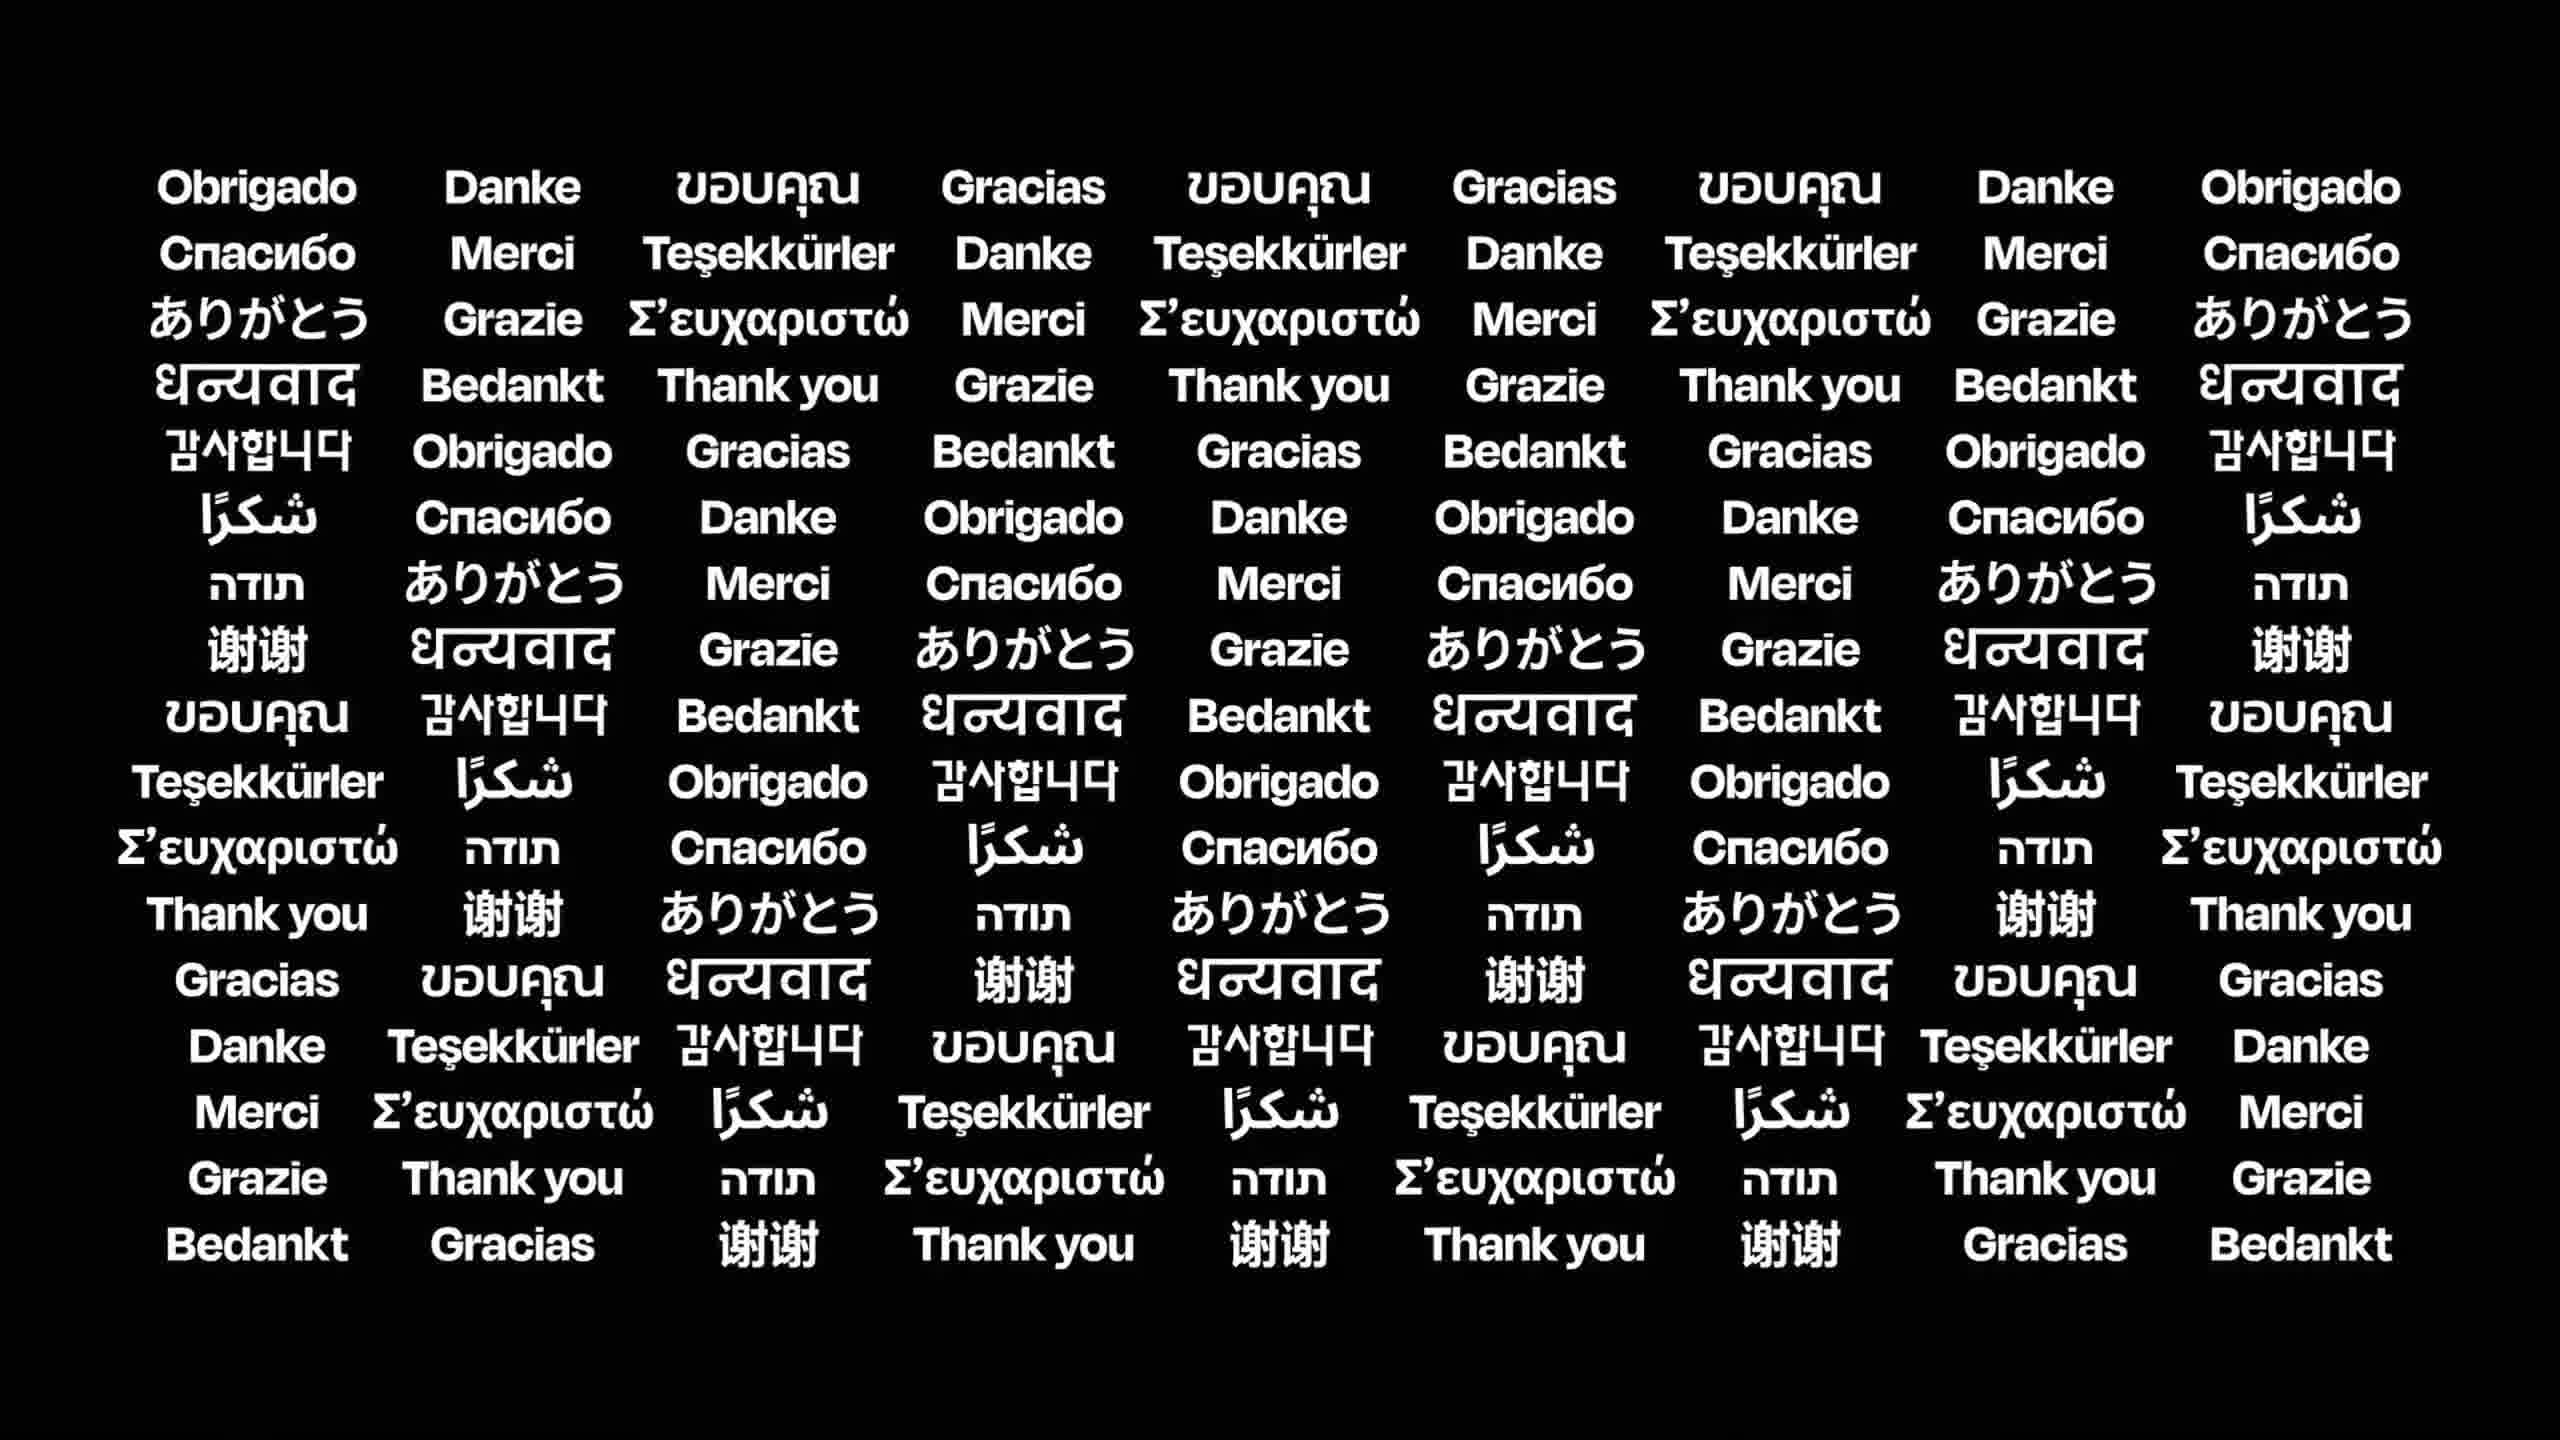 Obrigado Danke ขอบคุณ Gracias ขอบคุณ Gracias ขอบคุณ Danke Obrigado
Спасибо Merci Teşekkürler Danke Teşekkürler Danke Teşekkürler Merci Спасибо
ありがとう Grazie Σ’ευχαριστώ Merci Σ’ευχαριστώ Merci Σ’ευχαριστώ Grazie ありがとう
धन्यवाद Bedankt Thank you Grazie Thank you Grazie Thank you Bedankt धन्यवाद
감사합니다 Obrigado Gracias Bedankt Gracias Bedankt Gracias Obrigado 감사합니다
شكرًا Спасибо Danke Obrigado Danke Obrigado Danke Спасибо شكرًا
תודה ありがとう Merci Спасибо Merci Спасибо Merci ありがとう תודה
谢谢 धन्यवाद Grazie ありがとう Grazie ありがとう Grazie धन्यवाद 谢谢
ขอบคุณ 감사합니다 Bedankt धन्यवाद Bedankt धन्यवाद Bedankt 감사합니다 ขอบคุณ
Teşekkürler شكرًا Obrigado 감사합니다 Obrigado 감사합니다 Obrigado شكرًا Teşekkürler
Σ’ευχαριστώ תודה Спасибо شكرًا Спасибо شكرًا Спасибо תודה Σ’ευχαριστώ
Thank you 谢谢 ありがとう תודה ありがとう תודה ありがとう 谢谢 Thank you
Gracias ขอบคุณ धन्यवाद 谢谢 धन्यवाद 谢谢 धन्यवाद ขอบคุณ Gracias
Danke Teşekkürler 감사합니다 ขอบคุณ 감사합니다 ขอบคุณ 감사합니다 Teşekkürler Danke
Merci Σ’ευχαριστώ شكرًا Teşekkürler شكرًا Teşekkürler شكرًا Σ’ευχαριστώ Merci
Grazie Thank you תודה Σ’ευχαριστώ תודה Σ’ευχαριστώ תודה Thank you Grazie
Bedankt Gracias 谢谢 Thank you 谢谢 Thank you 谢谢 Gracias Bedankt